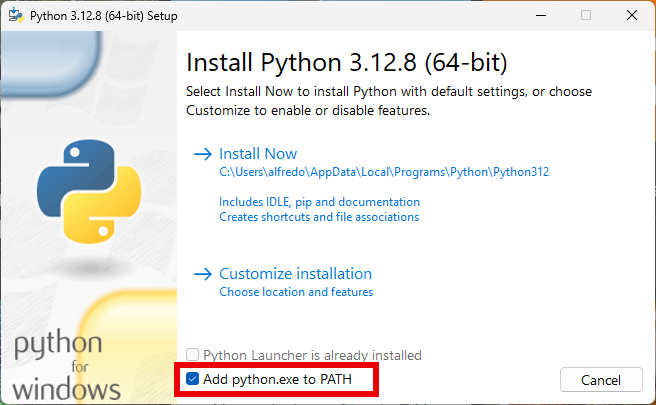 Python 3.12.8 (64-bit) Setup
Install Python 3.12.8 (64-bit)
Select Install Now to install Python with default settings, or choose
Customize to enable or disable features.
Install Now
C:\Users\alfredo\AppData\Local\Programs\Python\Python312
Includes IDLE, pip and documentation
Creates shortcuts and file associations
Customize installation
Choose location and features
Python Launcher is already installed
Add python.exe to PATH
Cancel
python
for
windows